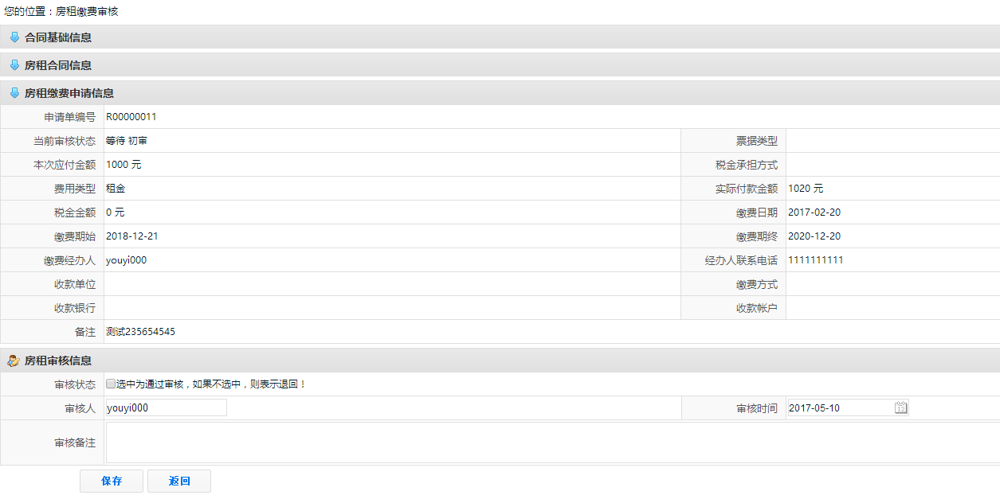 您的位置：房租缴费审核
合同基础信息
房租合同信息
房租缴费申请信息
申请单编号 R00000011
当前审核状态 等待 初审 票据类型
本次应付金额 1000 元 税金承担方式
费用类型 租金 实际付款金额 1020 元
税金金额 0 元 缴费日期 2017-02-20
缴费期始 2018-12-21 缴费期终 2020-12-20
缴费经办人 youyi000 经办人联系电话 1111111111
收款单位 缴费方式
收款银行 收款帐户
备注 测试235654545
房租审核信息
审核状态 选中为通过审核，如果不选中，则表示退回！
审核人 youyi000 审核时间 2017-05-10 12
审核备注
保存 返回